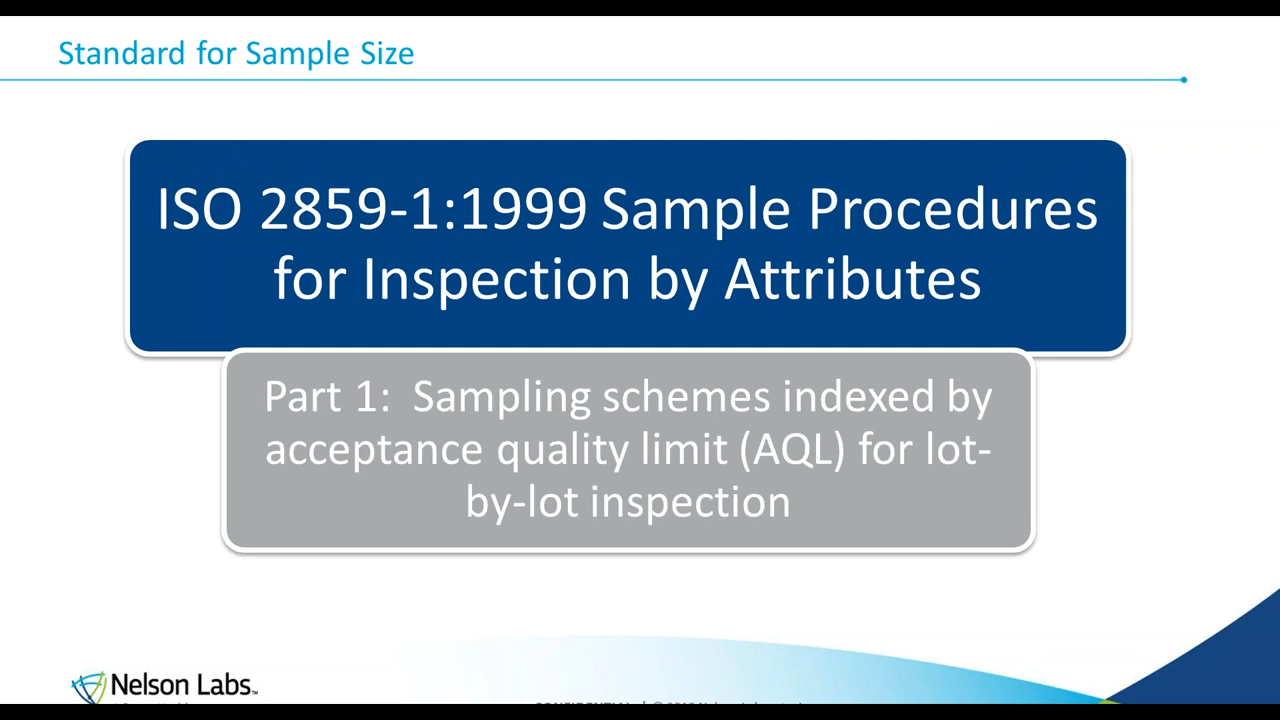 Standard for Sample Size
ISO 2859-1:1999 Sample Procedures
for Inspection by Attributes
Part 1:  Sampling schemes indexed by
acceptance quality limit (AQL) for lot-
by-lot inspection
Nelson Labs™